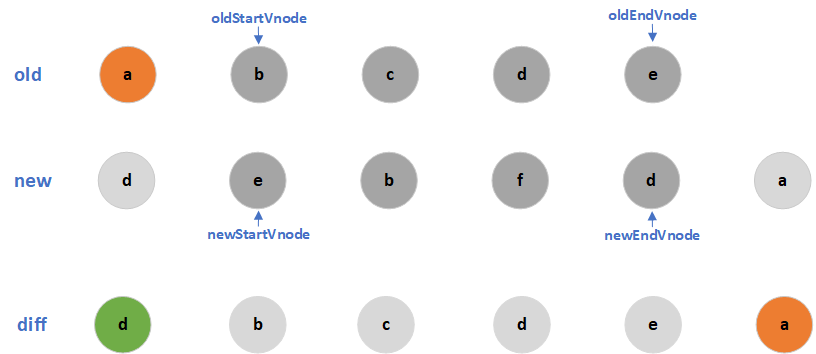 oldStartVnode oldEndVnode
old a b c d e
new d e b f d a
newStartVnode newEndVnode
diff d b c d e a